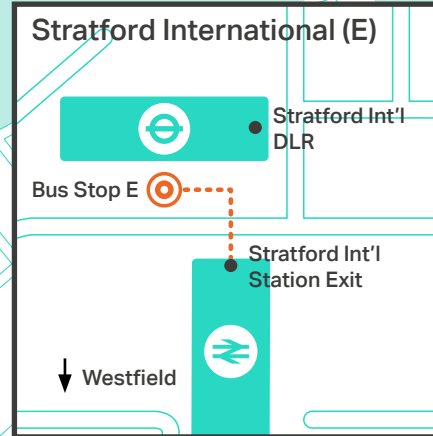 Stratford International (E)
Stratford Int'l
DLR
Bus Stop E
Stratford Int'l
Station Exit
Westfield